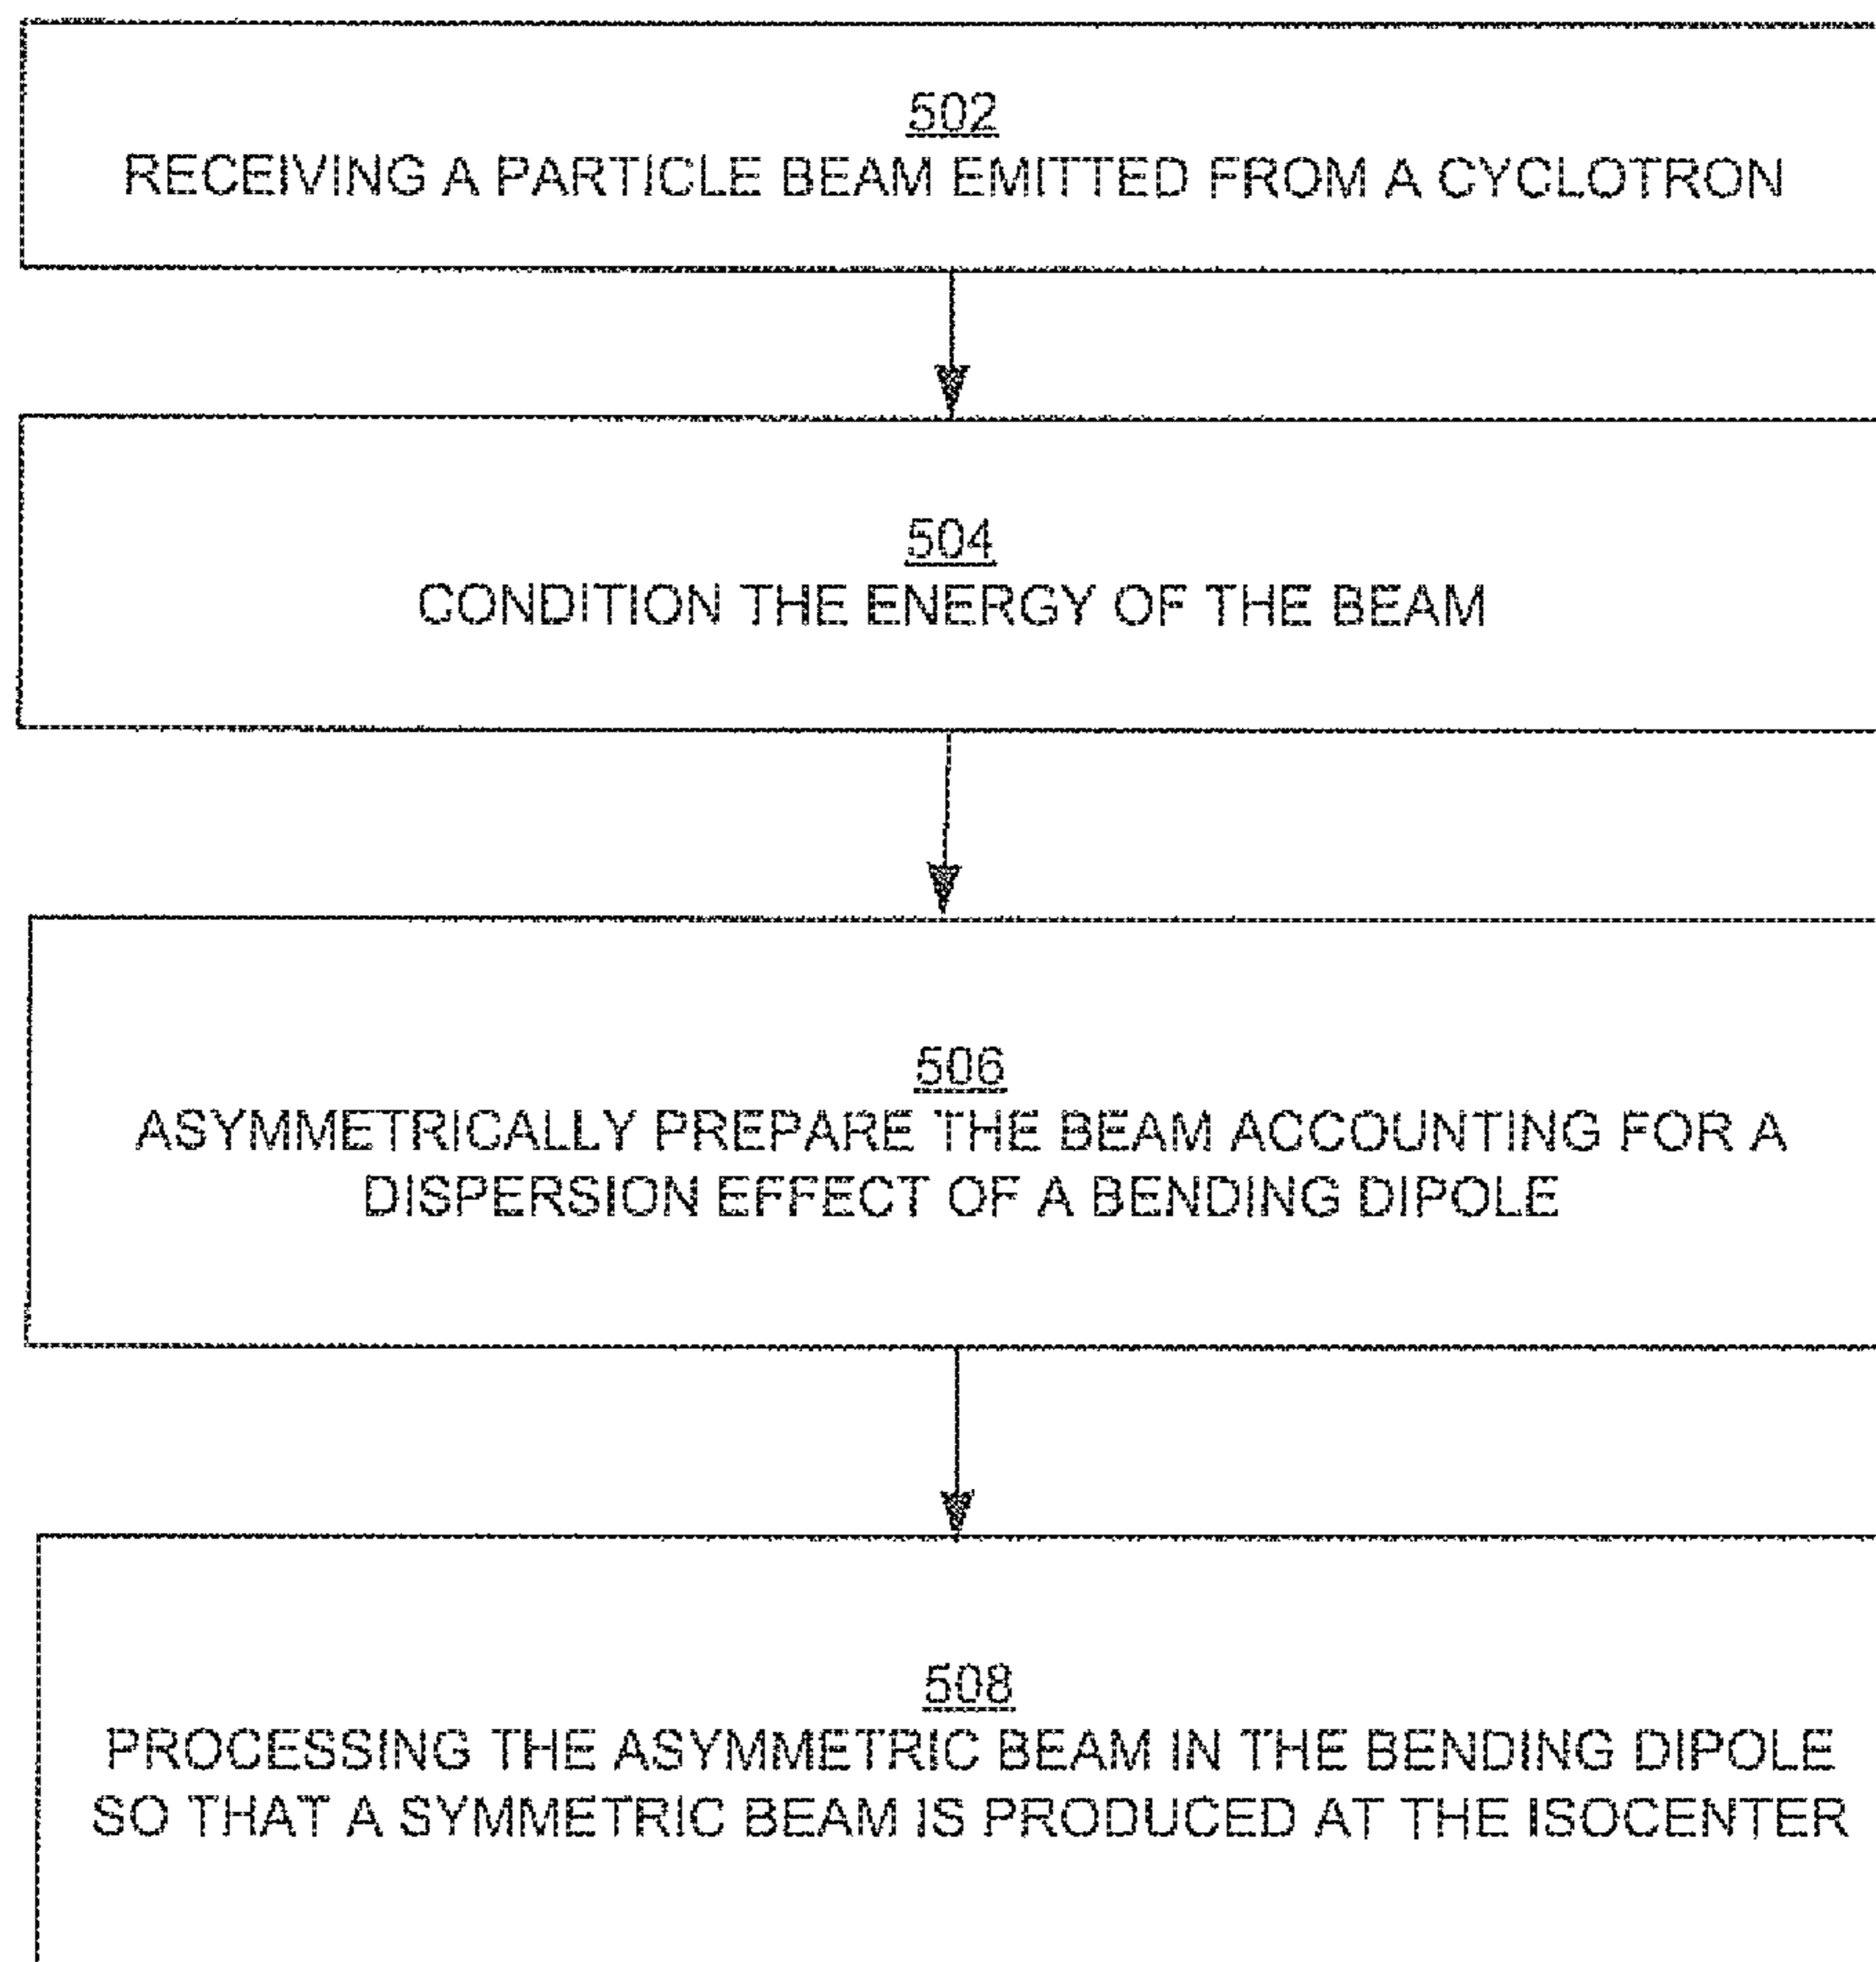 502
RECEIVING A PARTICLE BEAM EMITTED FROM A CYCLOTRON
504
CONDITION THE ENERGY OF THE BEAM
506
ASYMMETRICALLY PREPARE THE BEAM ACCOUNTING FOR A
DISPERSION EFFECT OF A BENDING DIPOLE
508
PROCESSING THE ASYMMETRIC BEAM IN THE BENDING DIPOLE
SO THAT A SYMMETRIC BEAM IS PRODUCED AT THE ISOCENTER